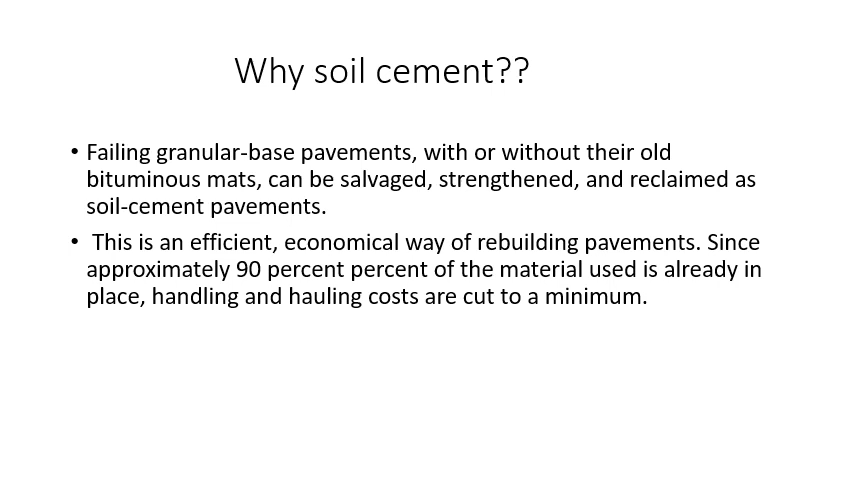 Why soil cement??
• Failing granular-base pavements, with or without their old
bituminous mats, can be salvaged, strengthened, and reclaimed as
soil-cement pavements.
• This is an efficient, economical way of rebuilding pavements. Since
approximately 90 percent percent of the material used is already in
place, handling and hauling costs are cut to a minimum.